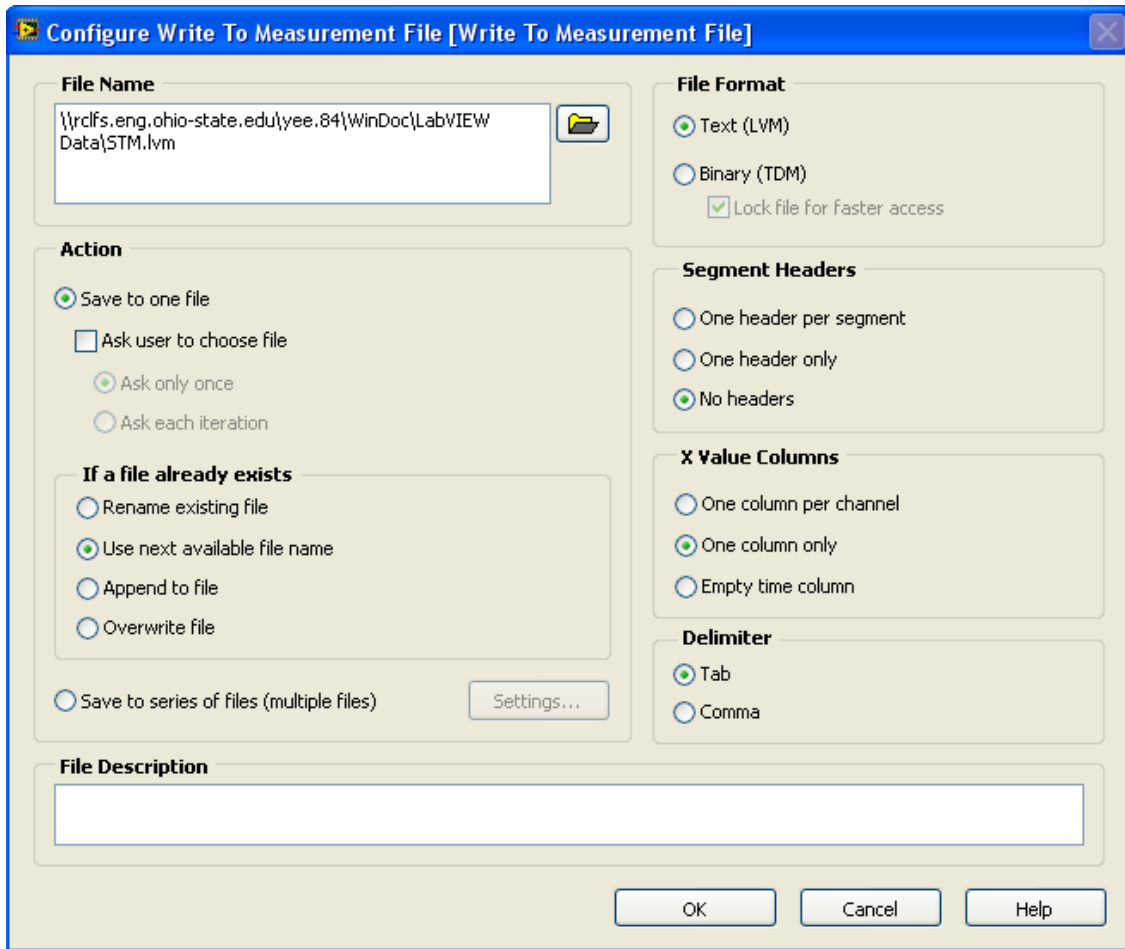 Configure Write To Measurement File [Write To Measurement File]
File Name
\\rclfs.eng.ohio-state.edu\yee.84\WinDoc\LabVIEW
Data\STM.lvm
Action
Save to one file
Ask user to choose file
Ask only once
Ask each iteration
If a file already exists
Rename existing file
Use next available file name
Append to file
Overwrite file
Save to series of files (multiple files)
Settings...
File Format
Text (LVM)
Binary (TDM)
Lock file for faster access
Segment Headers
One header per segment
One header only
No headers
X Value Columns
One column per channel
One column only
Empty time column
Delimiter
Tab
Comma
File Description
OK
Cancel
Help